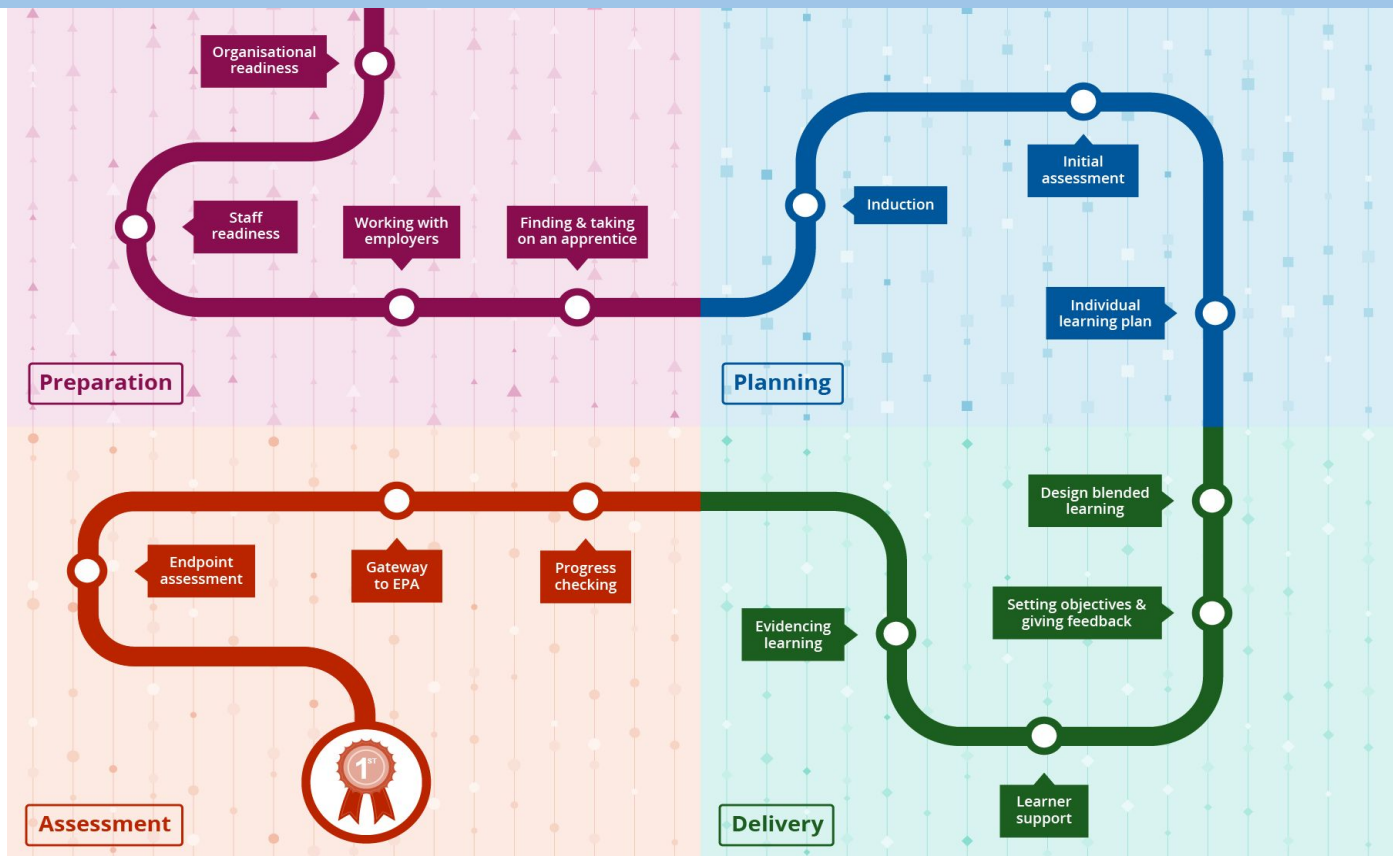 Organisational
readiness
Staff
readiness
Working with
employers
Finding & taking
on an apprentice
Preparation
Induction
Initial
assessment
Individual
learning plan
Planning
Design blended
learning
Setting objectives &
giving feedback
Learner
support
Evidencing
learning
Delivery
Progress
checking
Gateway
to EPA
Endpoint
assessment
1ST
Assessment